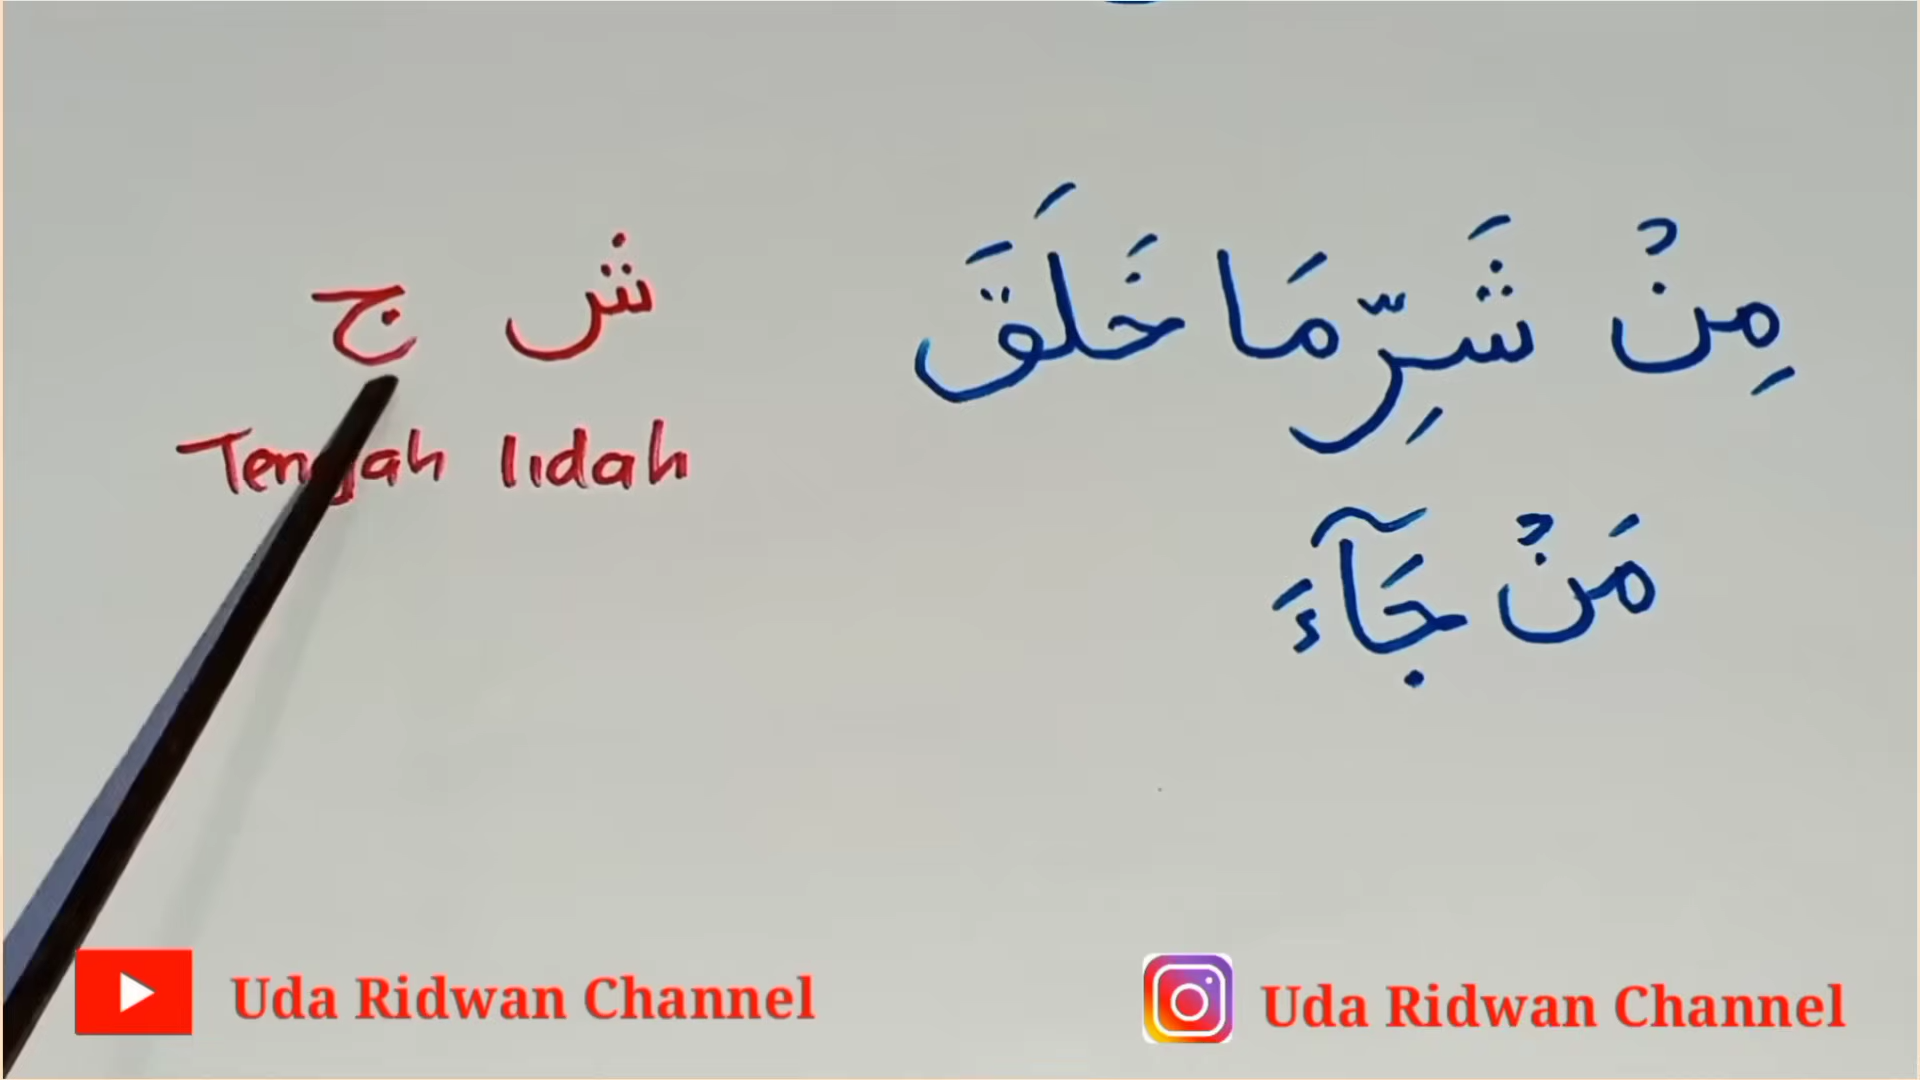 مِنْ شَرِّ مَا خَلَقَ
ش ج
Tengah lidah
مَنْ جَآءَ
Uda Ridwan Channel
Uda Ridwan Channel